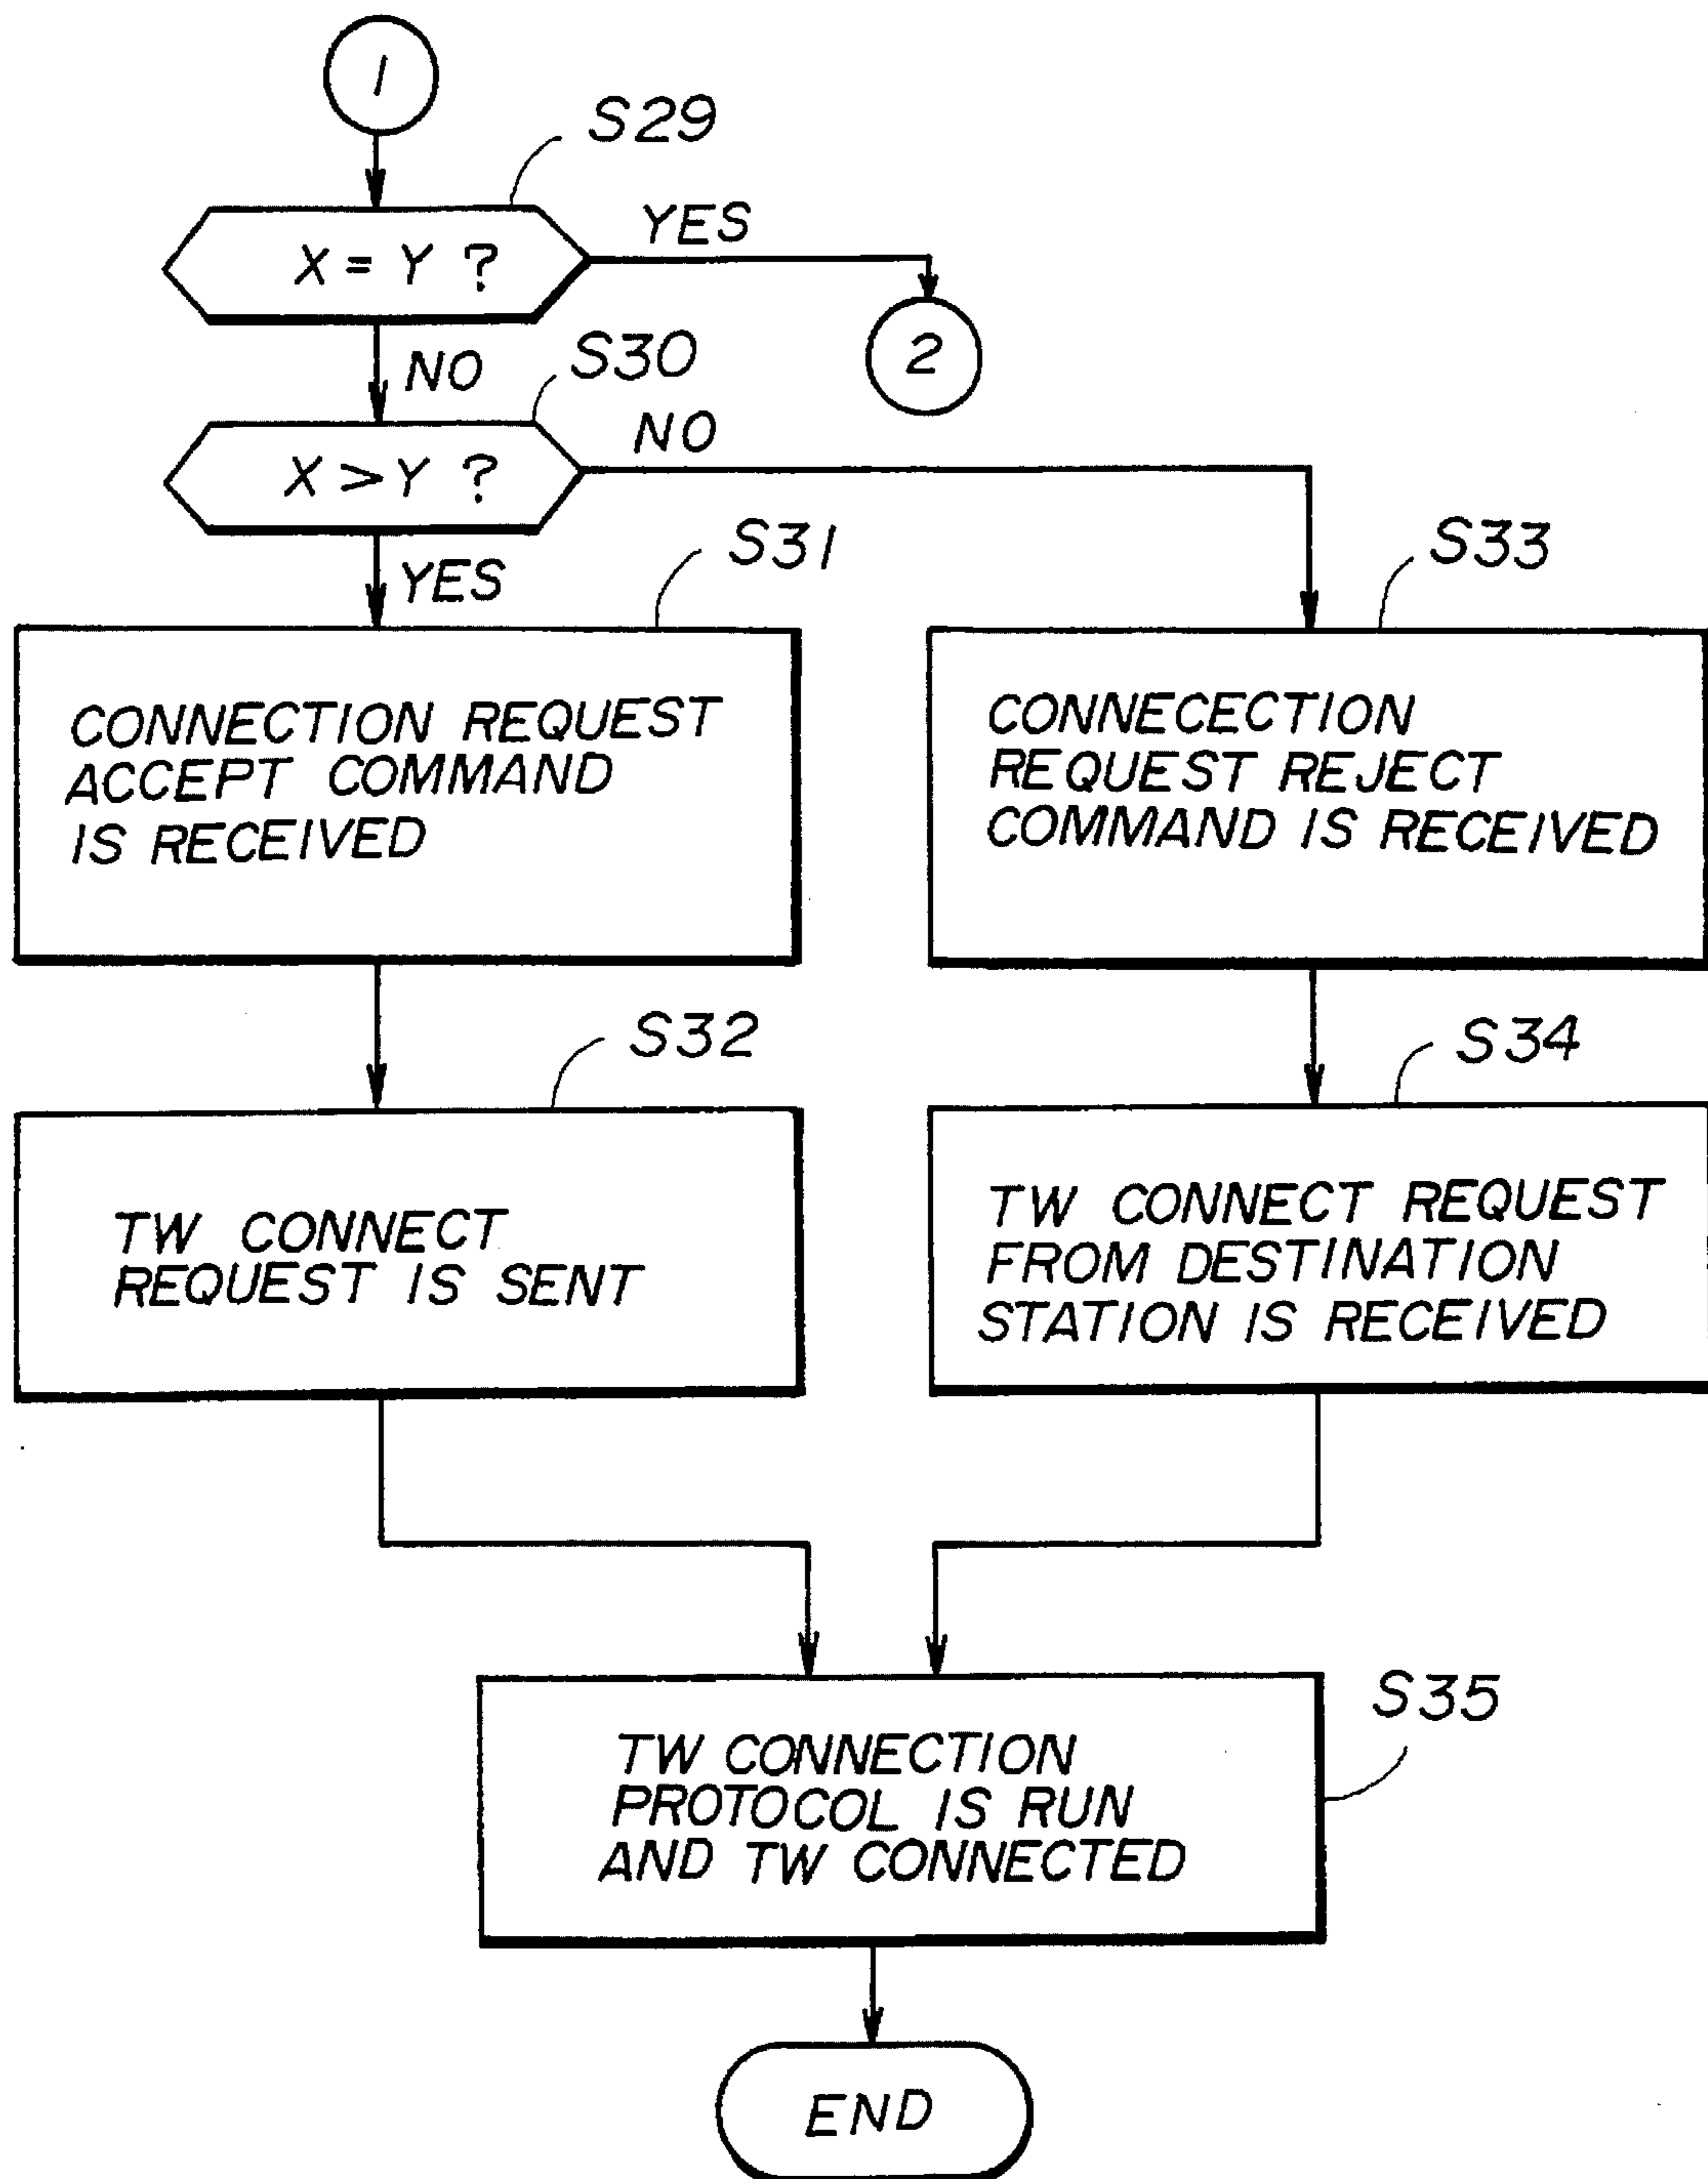 1
S29
X = Y ?
YES
2
NO
S30
X > Y ?
NO
YES
S31
CONNECTION REQUEST
ACCEPT COMMAND
IS RECEIVED
S33
CONNECECTION
REQUEST REJECT
COMMAND IS RECEIVED
S32
TW CONNECT
REQUEST IS SENT
S34
TW CONNECT REQUEST
FROM DESTINATION
STATION IS RECEIVED
S35
TW CONNECTION
PROTOCOL IS RUN
AND TW CONNECTED
END